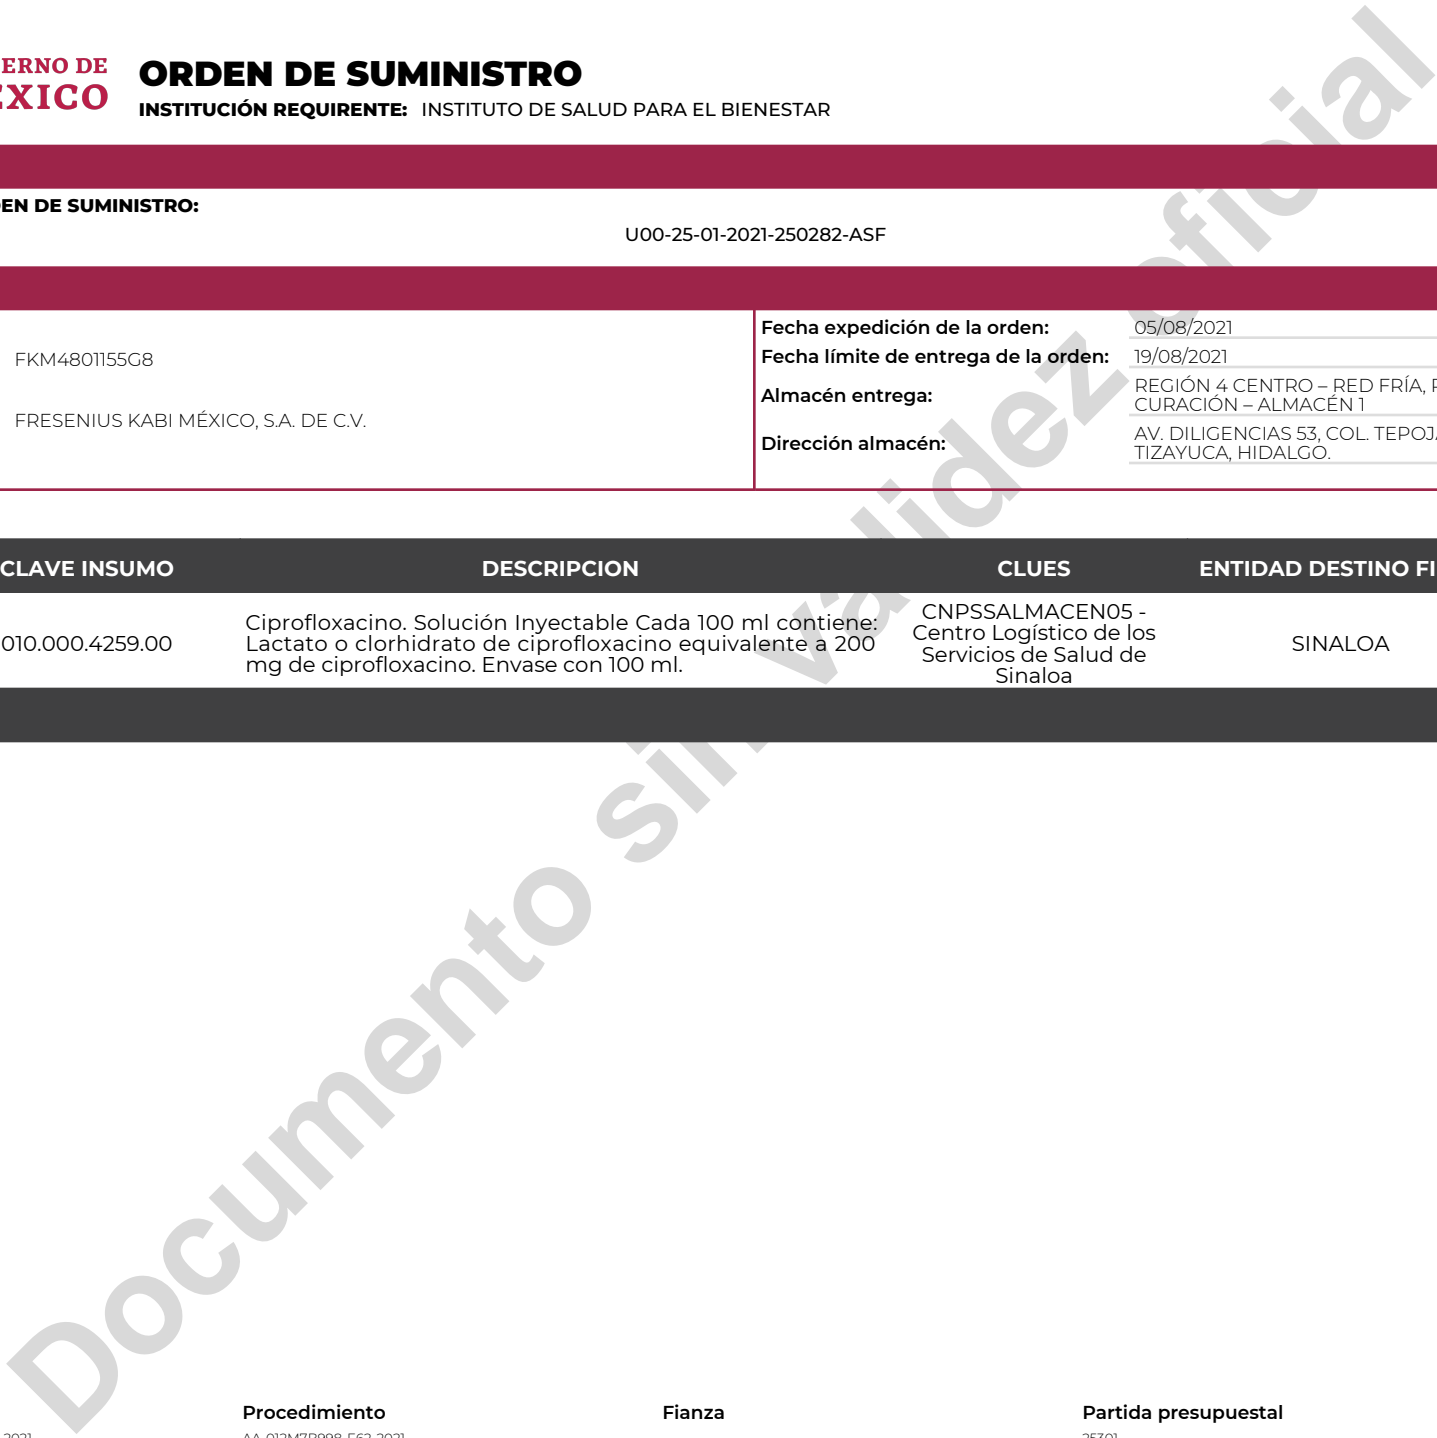 ERNO DE
ÉXICO
ORDEN DE SUMINISTRO
INSTITUCIÓN REQUIRENTE: INSTITUTO DE SALUD PARA EL BIENESTAR
EN DE SUMINISTRO:
U00-25-01-2021-250282-ASF
FKM4801155G8
FRESENIUS KABI MÉXICO, S.A. DE C.V.
Fecha expedición de la orden: 05/08/2021
Fecha límite de entrega de la orden: 19/08/2021
Almacén entrega: REGIÓN 4 CENTRO – RED FRÍA,
CURACIÓN – ALMACÉN 1
Dirección almacén: AV. DILIGENCIAS 53, COL. TEPOJ
TIZAYUCA, HIDALGO.
CLAVE INSUMO DESCRIPCION CLUES ENTIDAD DESTINO FI
010.000.4259.00
Ciprofloxacino. Solución Inyectable Cada 100 ml contiene:
Lactato o clorhidrato de ciprofloxacino equivalente a 200
mg de ciprofloxacino. Envase con 100 ml.
CNPSSALMACEN05 -
Centro Logístico de los
Servicios de Salud de
Sinaloa
SINALOA
Documento sin validez oficial
Procedimiento Fianza Partida presupuestal